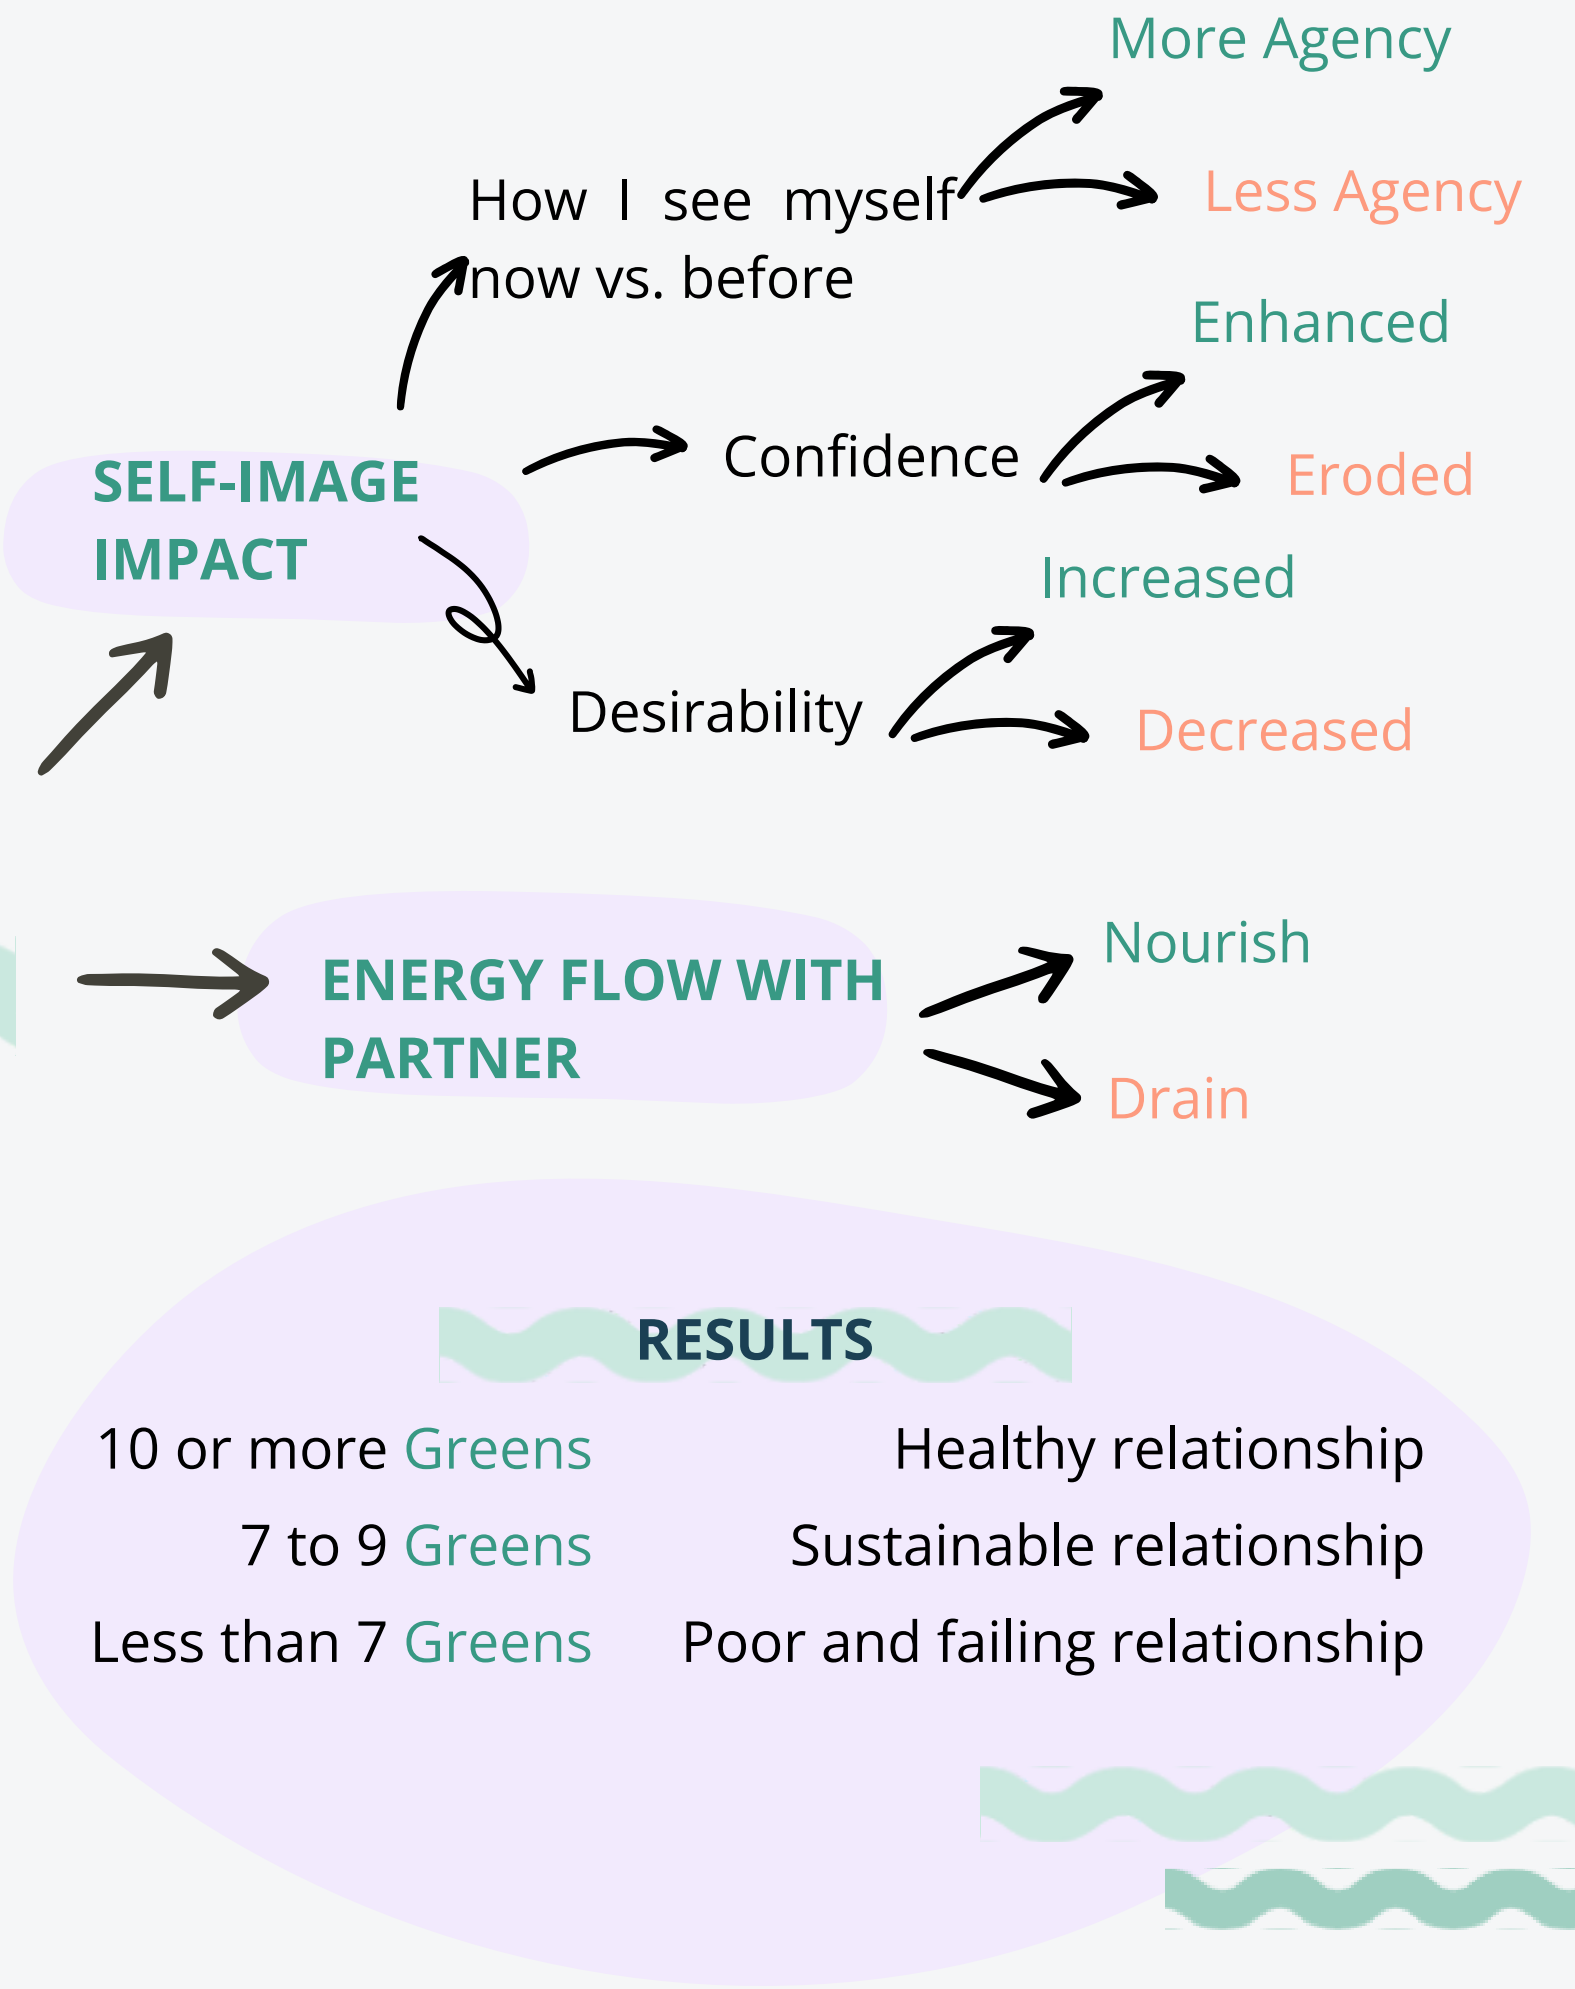 More Agency
How I see myself
now vs. before
Less Agency
Enhanced
Confidence
Eroded
SELF-IMAGE
IMPACT
Increased
Desirability
Decreased
ENERGY FLOW WITH
PARTNER
Nourish
Drain
RESULTS
10 or more Greens Healthy relationship
7 to 9 Greens Sustainable relationship
Less than 7 Greens Poor and failing relationship